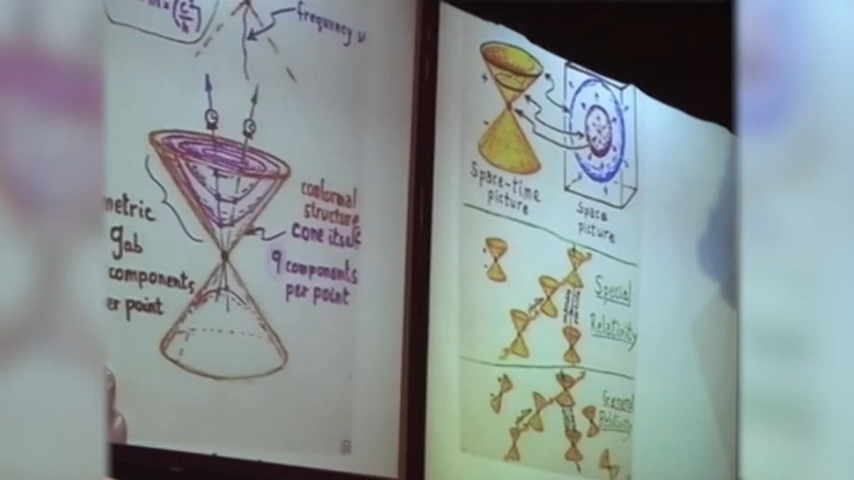 frequency ν
metric
gab
components
er point
conformal
structure
cone itself
9 components
per point
Space-time
picture
Space
picture
Special
Relativity
General
Relativity